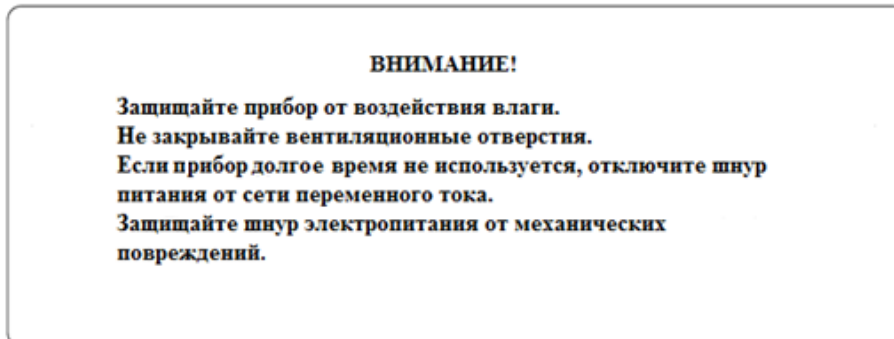 ВНИМАНИЕ!
Защищайте прибор от воздействия влаги.
Не закрывайте вентиляционные отверстия.
Если прибор долгое время не используется, отключите шнур
питания от сети переменного тока.
Защищайте шнур электропитания от механических
повреждений.